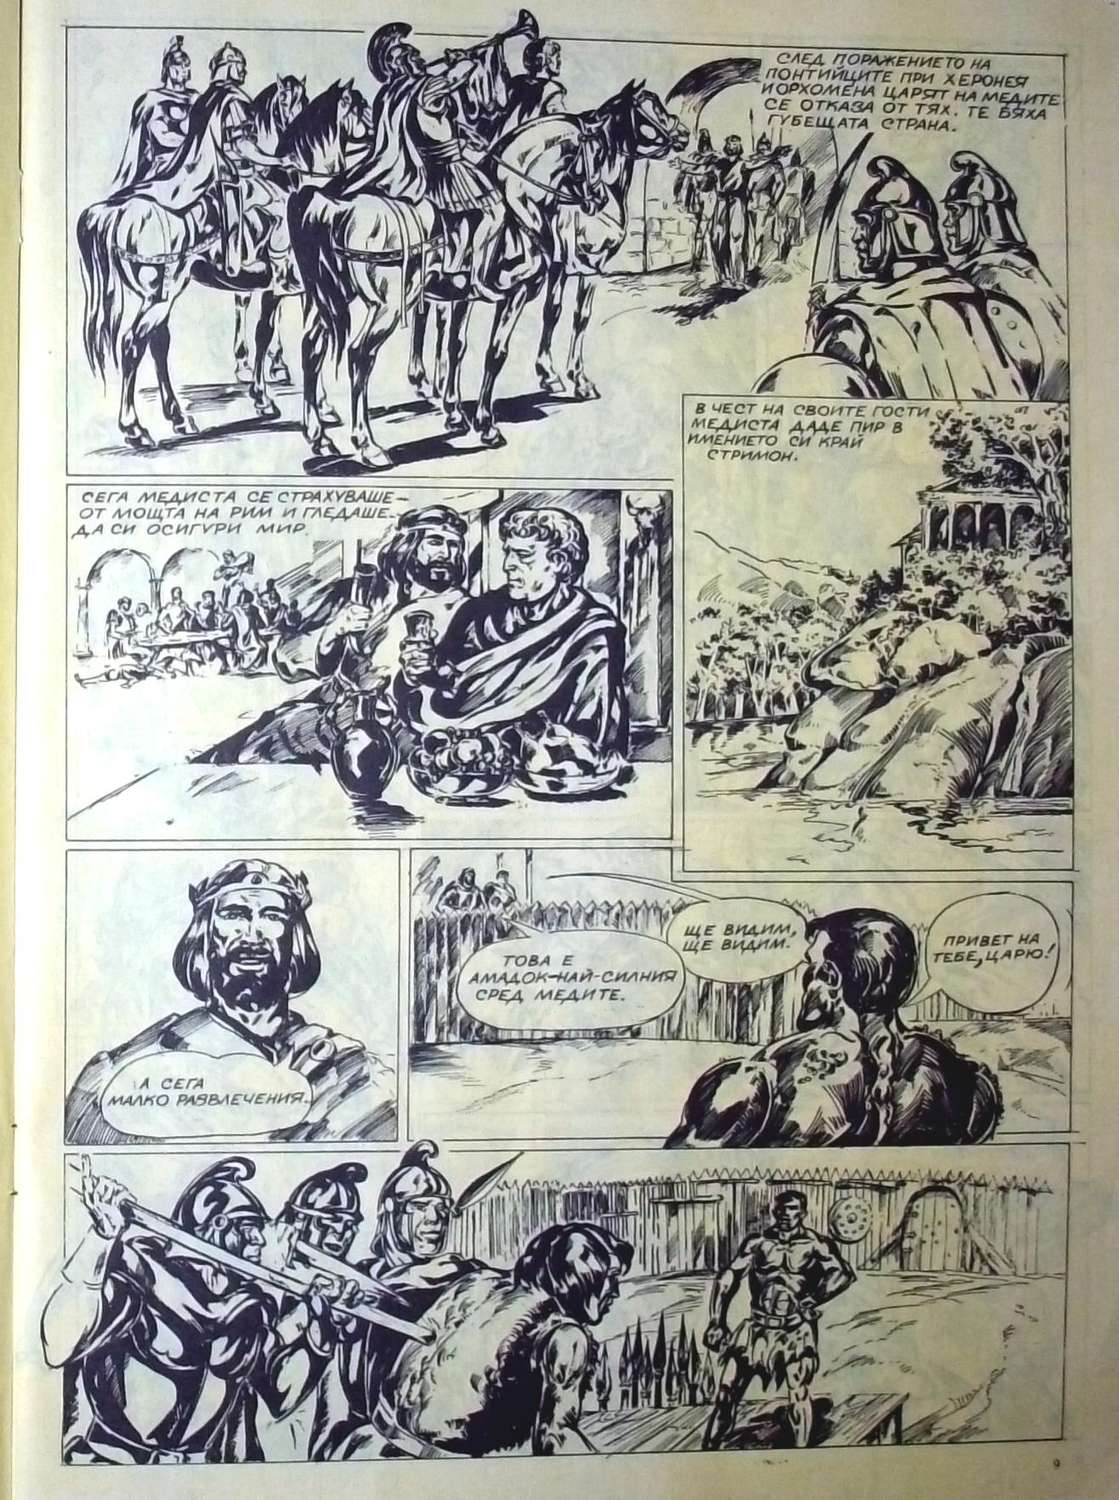 СЛЕД ПОРАЖЕНИЕТО НА
ПОНТИЙЦИТЕ ПРИ ХЕРОНЕЯ
И ОРХОМЕНА ЦАРЯТ НА МЕДИТЕ
СЕ ОТКАЗА ОТ ТЯХ. ТЕ БЯХА
ГУБЕЩАТА СТРАНА.
В ЧЕСТ НА СВОИТЕ ГОСТИ
МЕДИСТА ДАДЕ ПИР В
ИМЕНИЕТО СИ КРАЙ
СТРИМОН.
СЕГА МЕДИСТА СЕ СТРАХУВАШЕ
ОТ МОЩТА НА РИМ И ГЛЕДАШЕ
ДА СИ ОСИГУРИ МИР.
А СЕГА
МАЛКО РАЗВЛЕЧЕНИЯ.
ТОВА Е
АМАДОК-НАЙ-СИЛНИЯ
СРЕД МЕДИТЕ.
ЩЕ ВИДИМ,
ЩЕ ВИДИМ.
ПРИВЕТ НА
ТЕБЕ, ЦАРЮ!
9